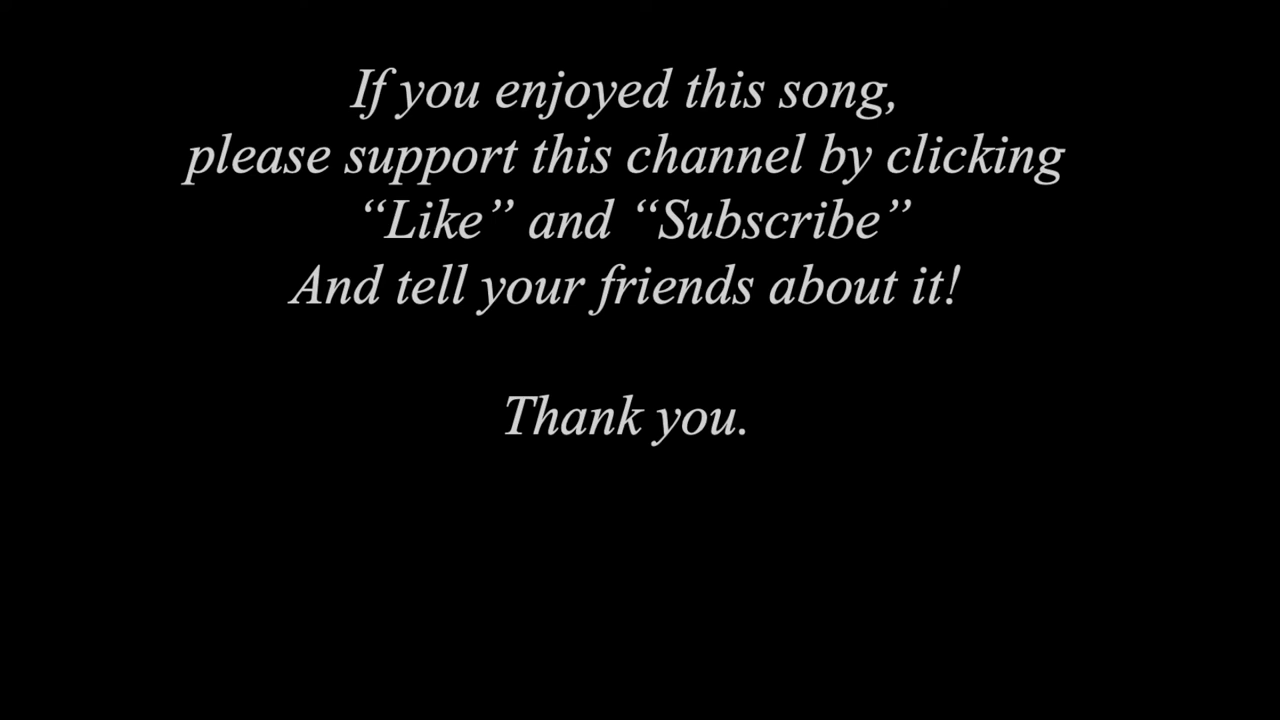 If you enjoyed this song,
please support this channel by clicking
“Like” and “Subscribe”
And tell your friends about it!
Thank you.